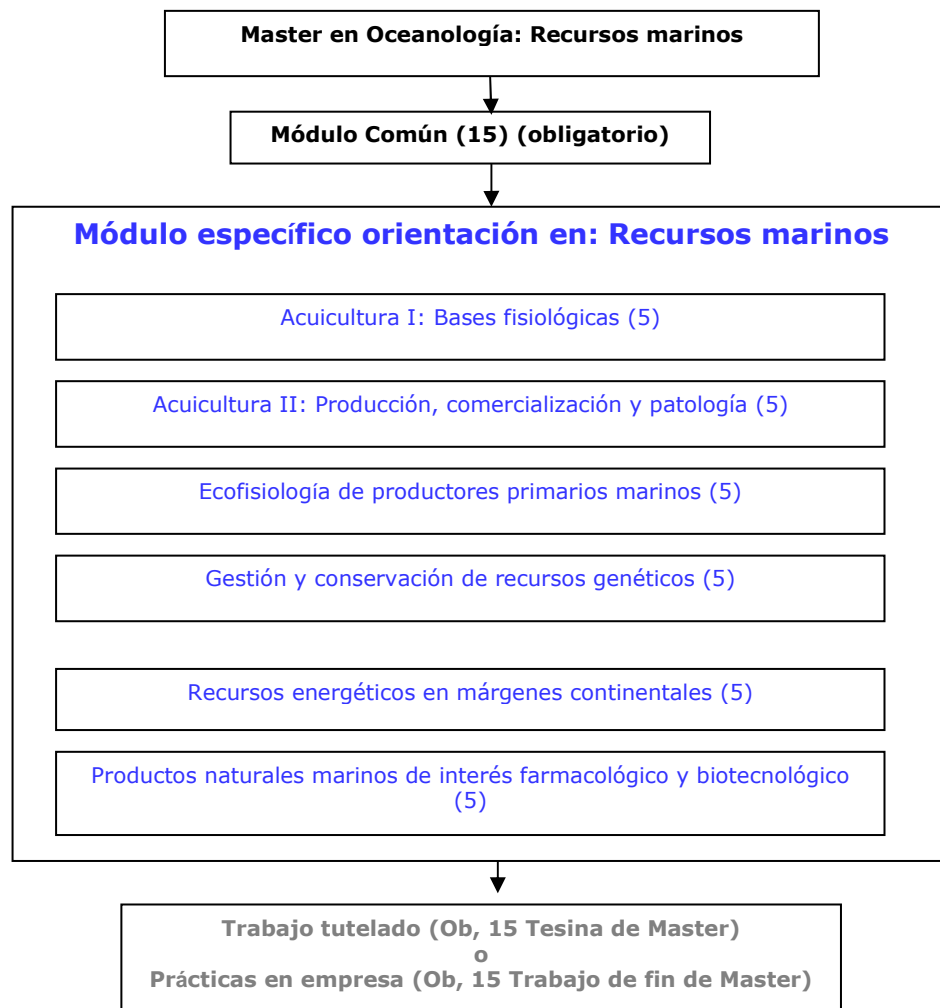 Master en Oceanología: Recursos marinos
Módulo Común (15) (obligatorio)
Módulo específico orientación en: Recursos marinos
Acuicultura I: Bases fisiológicas (5)
Acuicultura II: Producción, comercialización y patología (5)
Ecofisiología de productores primarios marinos (5)
Gestión y conservación de recursos genéticos (5)
Recursos energéticos en márgenes continentales (5)
Productos naturales marinos de interés farmacológico y biotecnológico
(5)
Trabajo tutelado (Ob, 15 Tesina de Master)
o
Prácticas en empresa (Ob, 15 Trabajo de fin de Master)